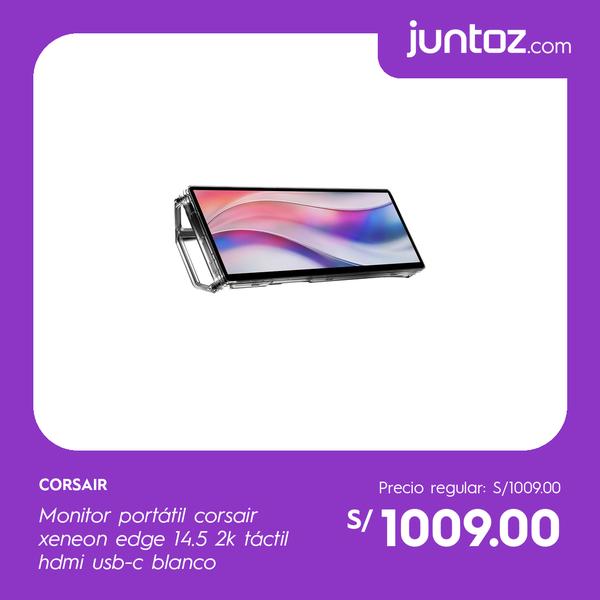 juntoz.com
CORSAIR
Monitor portátil corsair
xeneon edge 14.5 2k táctil
hdmi usb-c blanco
Precio regular: S/1009.00
S/ 1009.00